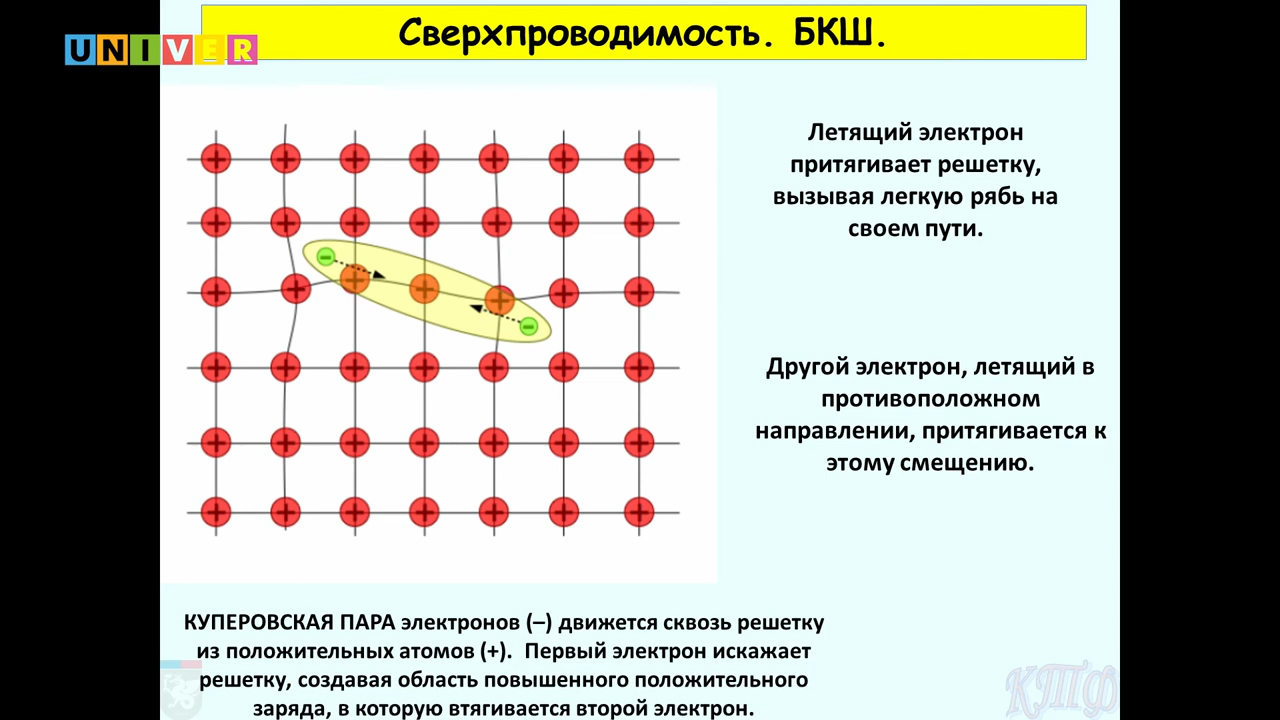 Сверхпроводимость. БКШ.
UNIVER
Летящий электрон
притягивает решетку,
вызывая легкую рябь на
своем пути.
Другой электрон, летящий в
противоположном
направлении, притягивается к
этому смещению.
КУПЕРОВСКАЯ ПАРА электронов (–) движется сквозь решетку
из положительных атомов (+). Первый электрон искажает
решетку, создавая область повышенного положительного
заряда, в которую втягивается второй электрон.
КТФ